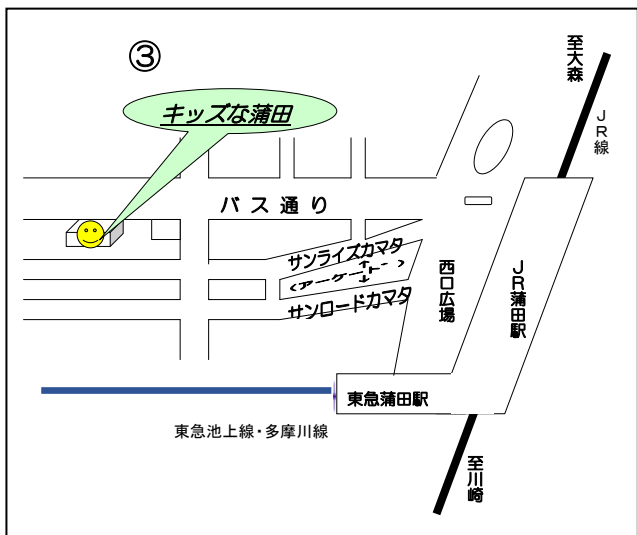 ③
至大森
JR線
キッズな蒲田
バス通り
サンライズカマタ
(アーケード)
サンロードカマタ
西口広場
JR蒲田駅
東急蒲田駅
東急池上線・多摩川線
至川崎